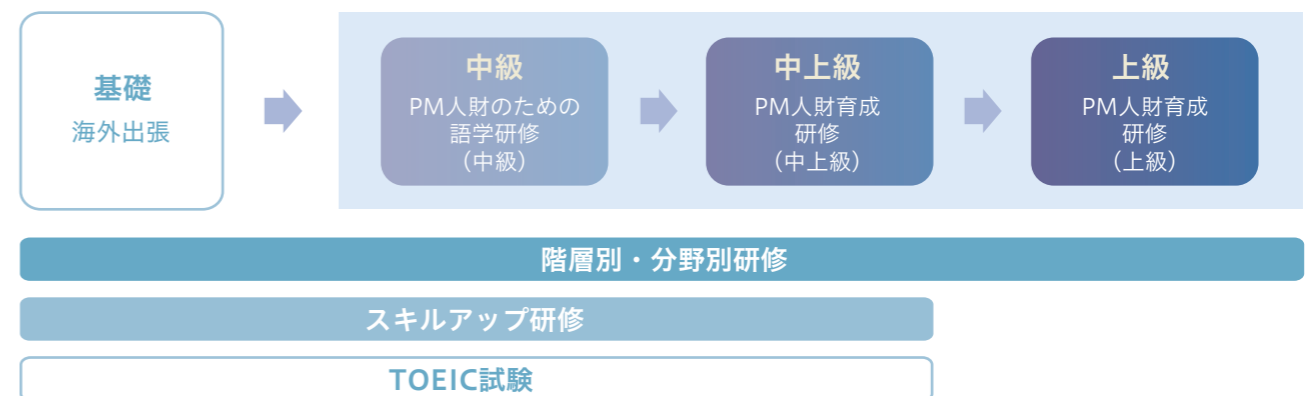 基礎
海外出張
中級
PM人財のための
語学研修
（中級）
中上級
PM人財育成
研修
（中上級）
上級
PM人財育成
研修
（上級）
階層別・分野別研修
スキルアップ研修
TOEIC試験